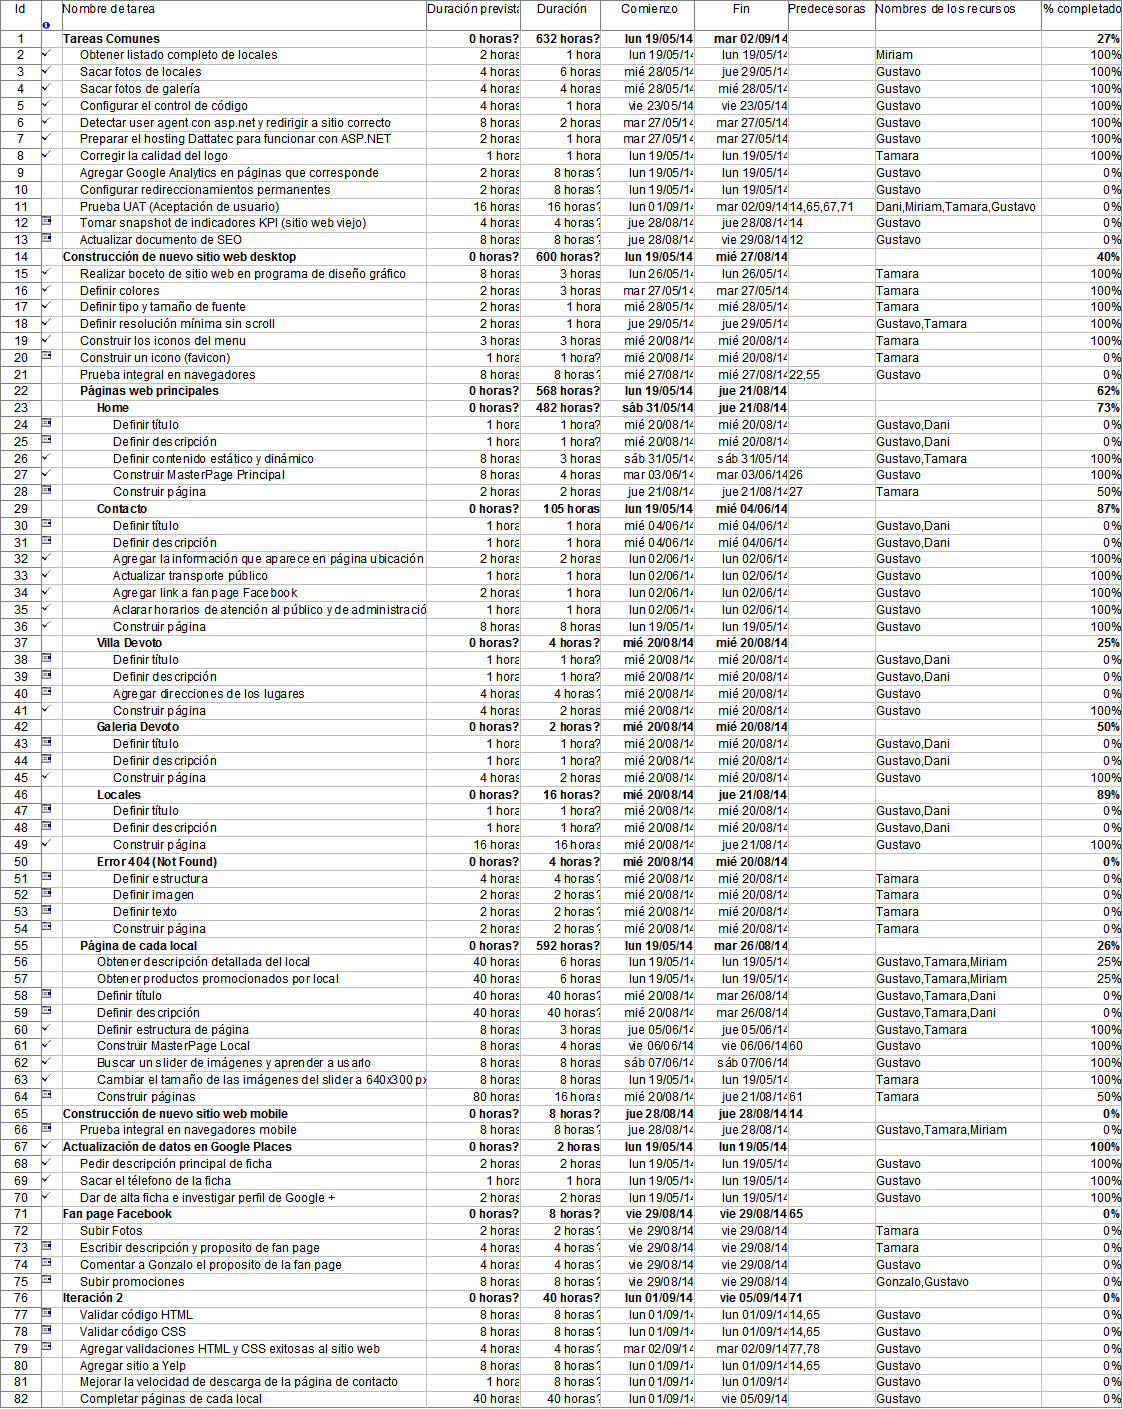 Id Nombre de tarea Duración prevista Duración Comienzo Fin Predecesoras Nombres de los recursos % completado
1 Tareas Comunes 0 horas? 632 horas? lun 19/05/14 mar 02/09/14 27%
2 Obtener listado completo de locales 2 horas 1 hora lun 19/05/14 lun 19/05/14 Miriam 100%
3 Sacar fotos de locales 4 horas 6 horas mié 28/05/14 jue 29/05/14 Gustavo 100%
4 Sacar fotos de galería 4 horas 4 horas mié 28/05/14 mié 28/05/14 Gustavo 100%
5 Configurar el control de código 4 horas 1 hora vie 23/05/14 vie 23/05/14 Gustavo 100%
6 Detectar user agent con asp.net y redirigir a sitio correcto 8 horas 2 horas mar 27/05/14 mar 27/05/14 Gustavo 100%
7 Preparar el hosting Dattatec para funcionar con ASP.NET 2 horas 1 hora mar 27/05/14 mar 27/05/14 Gustavo 100%
8 Corregir la calidad del logo 1 hora 1 hora lun 19/05/14 lun 19/05/14 Tamara 100%
9 Agregar Google Analytics en páginas que corresponde 2 horas 8 horas? lun 19/05/14 lun 19/05/14 Gustavo 0%
10 Configurar redireccionamientos permanentes 2 horas 8 horas? lun 19/05/14 lun 19/05/14 Gustavo 0%
11 Prueba UAT (Aceptación de usuario) 16 horas 16 horas? lun 01/09/14 mar 02/09/14 14,65,67,71 Dani,Miriam,Tamara,Gustavo 0%
12 Tomar snapshot de indicadores KPI (sitio web viejo) 4 horas 4 horas? jue 28/08/14 jue 28/08/14 14 Gustavo 0%
13 Actualizar documento de SEO 8 horas 8 horas? jue 28/08/14 vie 29/08/14 12 Gustavo 0%
14 Construcción de nuevo sitio web desktop 0 horas? 600 horas? lun 19/05/14 mié 27/08/14 40%
15 Realizar boceto de sitio web en programa de diseño gráfico 8 horas 3 horas lun 26/05/14 lun 26/05/14 Tamara 100%
16 Definir colores 2 horas 3 horas mar 27/05/14 mar 27/05/14 Tamara 100%
17 Definir tipo y tamaño de fuente 2 horas 1 hora mié 28/05/14 mié 28/05/14 Tamara 100%
18 Definir resolución mínima sin scroll 2 horas 1 hora jue 29/05/14 jue 29/05/14 Gustavo,Tamara 100%
19 Construir los iconos del menu 3 horas 3 horas mié 20/08/14 mié 20/08/14 Tamara 100%
20 Construir un icono (favicon) 1 hora 1 hora? mié 20/08/14 mié 20/08/14 Tamara 0%
21 Prueba integral en navegadores 8 horas 8 horas? mié 27/08/14 mié 27/08/14 22,55 Gustavo 0%
22 Páginas web principales 0 horas? 568 horas? lun 19/05/14 jue 21/08/14 62%
23 Home 0 horas? 482 horas? sáb 31/05/14 jue 21/08/14 73%
24 Definir título 1 hora 1 hora? mié 20/08/14 mié 20/08/14 Gustavo,Dani 0%
25 Definir descripción 1 hora 1 hora? mié 20/08/14 mié 20/08/14 Gustavo,Dani 0%
26 Definir contenido estático y dinámico 8 horas 3 horas sáb 31/05/14 sáb 31/05/14 Gustavo,Tamara 100%
27 Construir MasterPage Principal 8 horas 4 horas mar 03/06/14 mar 03/06/14 26 Gustavo 100%
28 Construir página 2 horas 2 horas jue 21/08/14 jue 21/08/14 27 Tamara 50%
29 Contacto 0 horas? 105 horas lun 19/05/14 mié 04/06/14 87%
30 Definir título 1 hora 1 hora mié 04/06/14 mié 04/06/14 Gustavo,Dani 0%
31 Definir descripción 1 hora 1 hora mié 04/06/14 mié 04/06/14 Gustavo,Dani 0%
32 Agregar la información que aparece en página ubicación 2 horas 2 horas lun 02/06/14 lun 02/06/14 Gustavo 100%
33 Actualizar transporte público 1 hora 1 hora lun 02/06/14 lun 02/06/14 Gustavo 100%
34 Agregar link a fan page Facebook 2 horas 1 hora lun 02/06/14 lun 02/06/14 Gustavo 100%
35 Aclarar horarios de atención al público y de administració 1 hora 1 hora lun 02/06/14 lun 02/06/14 Gustavo 100%
36 Construir página 8 horas 8 horas lun 19/05/14 lun 19/05/14 Gustavo 100%
37 Villa Devoto 0 horas? 4 horas? mié 20/08/14 mié 20/08/14 25%
38 Definir título 1 hora 1 hora? mié 20/08/14 mié 20/08/14 Gustavo,Dani 0%
39 Definir descripción 1 hora 1 hora? mié 20/08/14 mié 20/08/14 Gustavo,Dani 0%
40 Agregar direcciones de los lugares 4 horas 4 horas? mié 20/08/14 mié 20/08/14 Gustavo 0%
41 Construir página 4 horas 2 horas mié 20/08/14 mié 20/08/14 Gustavo 100%
42 Galeria Devoto 0 horas? 2 horas? mié 20/08/14 mié 20/08/14 50%
43 Definir título 1 hora 1 hora? mié 20/08/14 mié 20/08/14 Gustavo,Dani 0%
44 Definir descripción 1 hora 1 hora? mié 20/08/14 mié 20/08/14 Gustavo,Dani 0%
45 Construir página 4 horas 2 horas mié 20/08/14 mié 20/08/14 Gustavo 100%
46 Locales 0 horas? 16 horas? mié 20/08/14 jue 21/08/14 89%
47 Definir título 1 hora 1 hora? mié 20/08/14 mié 20/08/14 Gustavo,Dani 0%
48 Definir descripción 1 hora 1 hora? mié 20/08/14 mié 20/08/14 Gustavo,Dani 0%
49 Construir página 16 horas 16 horas mié 20/08/14 jue 21/08/14 Gustavo 100%
50 Error 404 (Not Found) 0 horas? 4 horas? mié 20/08/14 mié 20/08/14 0%
51 Definir estructura 4 horas 4 horas? mié 20/08/14 mié 20/08/14 Tamara 0%
52 Definir imagen 2 horas 2 horas? mié 20/08/14 mié 20/08/14 Tamara 0%
53 Definir texto 2 horas 2 horas? mié 20/08/14 mié 20/08/14 Tamara 0%
54 Construir página 2 horas 2 horas? mié 20/08/14 mié 20/08/14 Tamara 0%
55 Página de cada local 0 horas? 592 horas? lun 19/05/14 mar 26/08/14 26%
56 Obtener descripción detallada del local 40 horas 6 horas lun 19/05/14 lun 19/05/14 Gustavo,Tamara,Miriam 25%
57 Obtener productos promocionados por local 40 horas 6 horas lun 19/05/14 lun 19/05/14 Gustavo,Tamara,Miriam 25%
58 Definir título 40 horas 40 horas? mié 20/08/14 mar 26/08/14 Gustavo,Tamara,Dani 0%
59 Definir descripción 40 horas 40 horas? mié 20/08/14 mar 26/08/14 Gustavo,Tamara,Dani 0%
60 Definir estructura de página 8 horas 3 horas jue 05/06/14 jue 05/06/14 Gustavo,Tamara 100%
61 Construir MasterPage Local 8 horas 4 horas vie 06/06/14 vie 06/06/14 60 Gustavo 100%
62 Buscar un slider de imágenes y aprender a usarlo 8 horas 8 horas sáb 07/06/14 sáb 07/06/14 Gustavo 100%
63 Cambiar el tamaño de las imágenes del slider a 640x300 px 8 horas 8 horas lun 19/05/14 lun 19/05/14 Tamara 100%
64 Construir páginas 80 horas 16 horas mié 20/08/14 jue 21/08/14 61 Tamara 50%
65 Construcción de nuevo sitio web mobile 0 horas? 8 horas? jue 28/08/14 jue 28/08/14 14 0%
66 Prueba integral en navegadores mobile 8 horas 8 horas? jue 28/08/14 jue 28/08/14 Gustavo,Tamara,Miriam 0%
67 Actualización de datos en Google Places 0 horas? 2 horas lun 19/05/14 lun 19/05/14 100%
68 Pedir descripción principal de ficha 2 horas 2 horas lun 19/05/14 lun 19/05/14 Gustavo 100%
69 Sacar el télefono de la ficha 1 hora 1 hora lun 19/05/14 lun 19/05/14 Gustavo 100%
70 Dar de alta ficha e investigar perfil de Google + 2 horas 2 horas lun 19/05/14 lun 19/05/14 Gustavo 100%
71 Fan page Facebook 0 horas? 8 horas? vie 29/08/14 vie 29/08/14 65 0%
72 Subir Fotos 2 horas 2 horas? vie 29/08/14 vie 29/08/14 Tamara 0%
73 Escribir descripción y proposito de fan page 4 horas 4 horas? vie 29/08/14 vie 29/08/14 Tamara 0%
74 Comentar a Gonzalo el proposito de la fan page 4 horas 4 horas? vie 29/08/14 vie 29/08/14 Gustavo 0%
75 Subir promociones 8 horas 8 horas? vie 29/08/14 vie 29/08/14 Gonzalo,Gustavo 0%
76 Iteración 2 0 horas? 40 horas? lun 01/09/14 vie 05/09/14 71 0%
77 Validar código HTML 8 horas 8 horas? lun 01/09/14 lun 01/09/14 14,65 Gustavo 0%
78 Validar código CSS 8 horas 8 horas? lun 01/09/14 lun 01/09/14 14,65 Gustavo 0%
79 Agregar validaciones HTML y CSS exitosas al sitio web 4 horas 4 horas? mar 02/09/14 mar 02/09/14 77,78 Gustavo 0%
80 Agregar sitio a Yelp 8 horas 8 horas? lun 01/09/14 lun 01/09/14 14,65 Gustavo 0%
81 Mejorar la velocidad de descarga de la página de contacto 1 hora 8 horas? lun 01/09/14 lun 01/09/14 Gustavo 0%
82 Completar páginas de cada local 40 horas 40 horas? lun 01/09/14 vie 05/09/14 Gustavo 0%